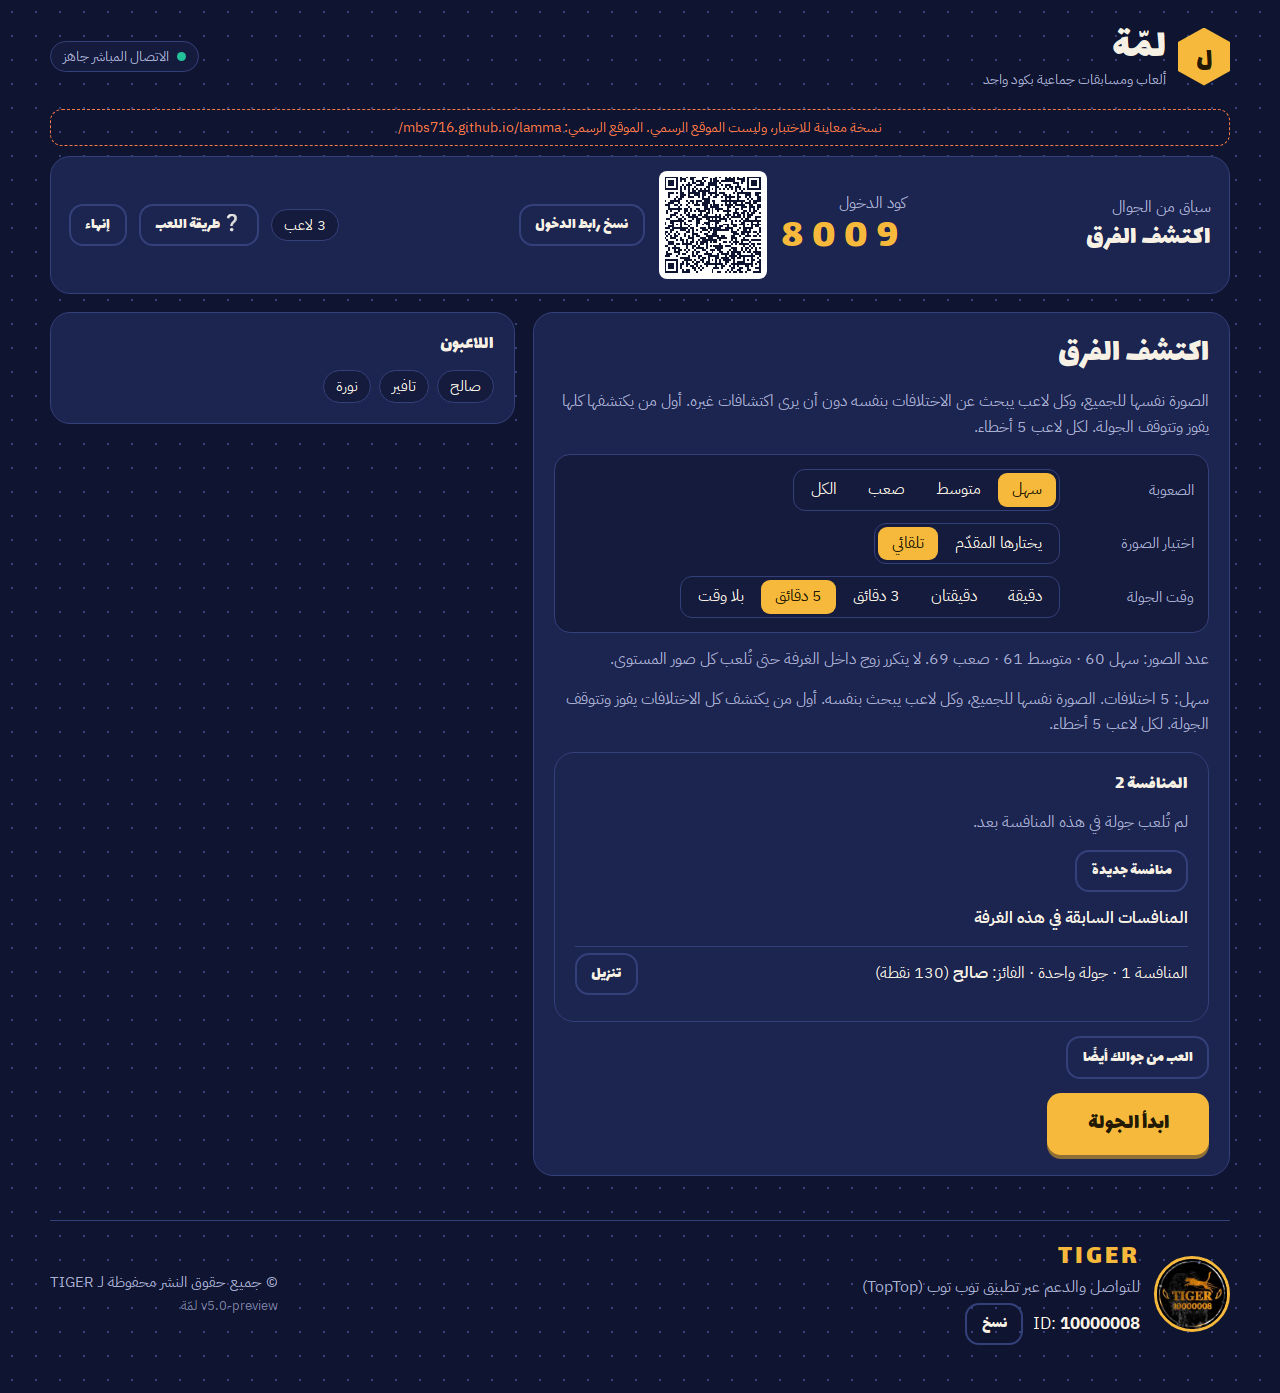 ل
لمّة
ألعاب ومسابقات جماعية بكود واحد
الاتصال المباشر جاهز
نسخة معاينة للاختبار، وليست الموقع الرسمي. الموقع الرسمي: mbs716.github.io/lamma/
سباق من الجوال
اكتشف الفرق
كود الدخول
8009
نسخ رابط الدخول
3 لاعب
❔ طريقة اللعب
إنهاء
اكتشف الفرق
الصورة نفسها للجميع، وكل لاعب يبحث عن الاختلافات بنفسه دون أن يرى اكتشافات غيره. أول من يكتشفها كلها
يفوز وتتوقف الجولة. لكل لاعب 5 أخطاء.
الصعوبة
سهل متوسط صعب الكل
اختيار الصورة
يختارها المقدّم تلقائي
وقت الجولة
دقيقة دقيقتان 3 دقائق 5 دقائق بلا وقت
عدد الصور: سهل 60 · متوسط 61 · صعب 69. لا يتكرر زوج داخل الغرفة حتى تُلعب كل صور المستوى.
سهل: 5 اختلافات. الصورة نفسها للجميع، وكل لاعب يبحث بنفسه. أول من يكتشف كل الاختلافات يفوز وتتوقف
الجولة. لكل لاعب 5 أخطاء.
المنافسة 2
لم تُلعب جولة في هذه المنافسة بعد.
منافسة جديدة
المنافسات السابقة في هذه الغرفة
المنافسة 1 · جولة واحدة · الفائز: صالح (130 نقطة)
تنزيل
العب من جوالك أيضًا
ابدأ الجولة
اللاعبون
صالح تافير نورة
TIGER
10000008
TIGER
للتواصل والدعم عبر تطبيق توب توب (TopTop)
ID: 10000008
نسخ
© جميع حقوق النشر محفوظة لـ TIGER
لمّة v5.0-preview